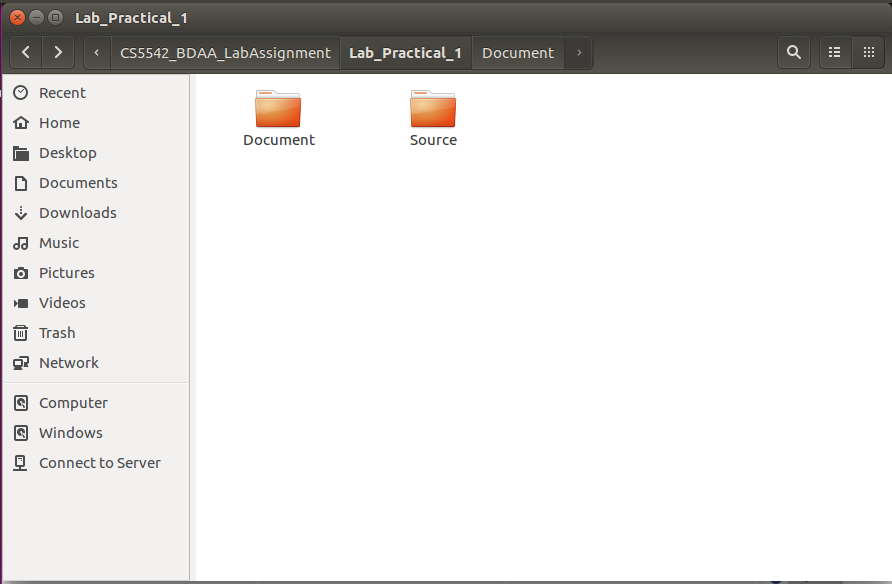 Lab_Practical_1
CS5542_BDAA_LabAssignment Lab_Practical_1 Document
Recent
Home
Desktop
Documents
Downloads
Music
Pictures
Videos
Trash
Network
Computer
Windows
Connect to Server
Document Source